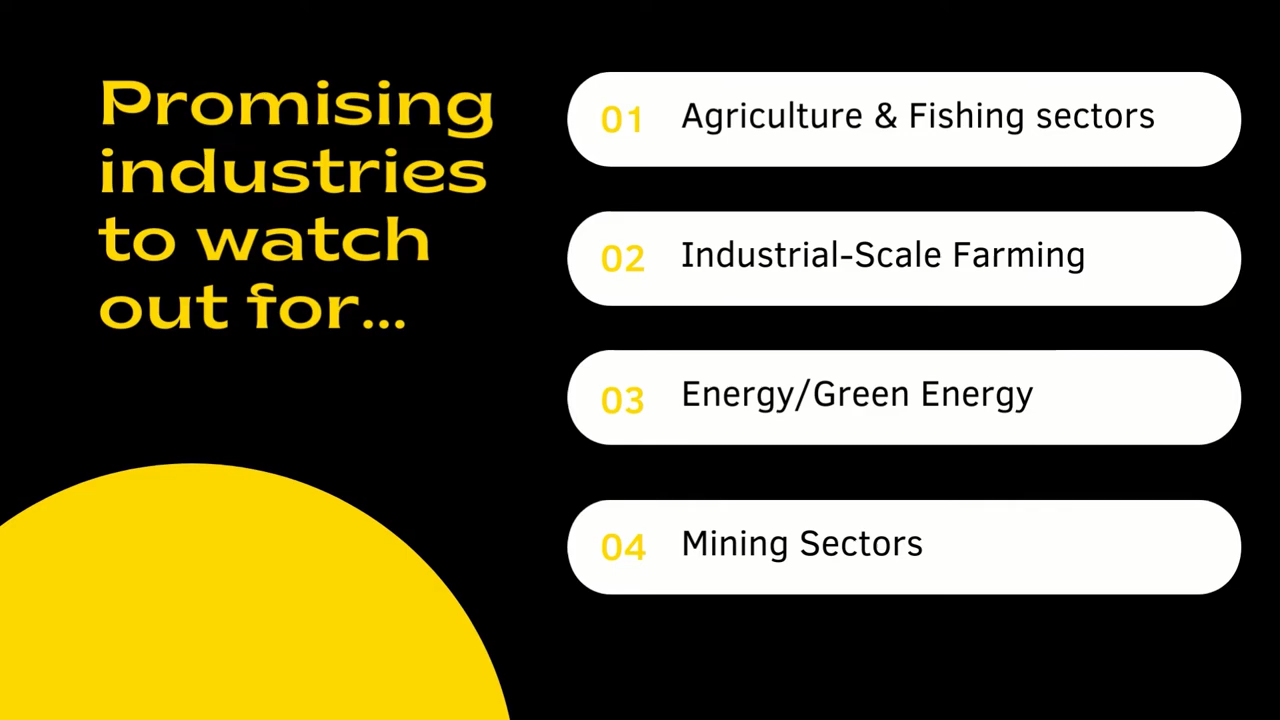 Promising
industries
to watch
out for...
01 Agriculture & Fishing sectors
02 Industrial-Scale Farming
03 Energy/Green Energy
04 Mining Sectors